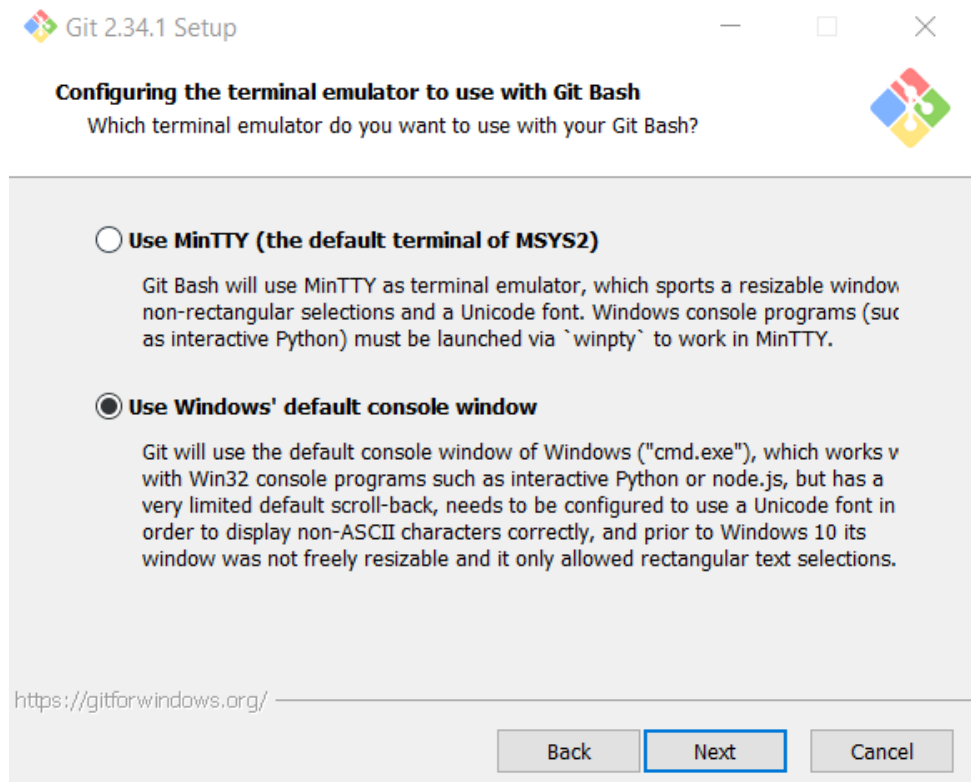 Git 2.34.1 Setup
Configuring the terminal emulator to use with Git Bash
Which terminal emulator do you want to use with your Git Bash?
Use MinTTY (the default terminal of MSYS2)
Git Bash will use MinTTY as terminal emulator, which sports a resizable window
non-rectangular selections and a Unicode font. Windows console programs (suc
as interactive Python) must be launched via `winpty` to work in MinTTY.
Use Windows' default console window
Git will use the default console window of Windows ("cmd.exe"), which works
with Win32 console programs such as interactive Python or node.js, but has a
very limited default scroll-back, needs to be configured to use a Unicode font in
order to display non-ASCII characters correctly, and prior to Windows 10 its
window was not freely resizable and it only allowed rectangular text selections.
https://gitforwindows.org/
Back Next Cancel